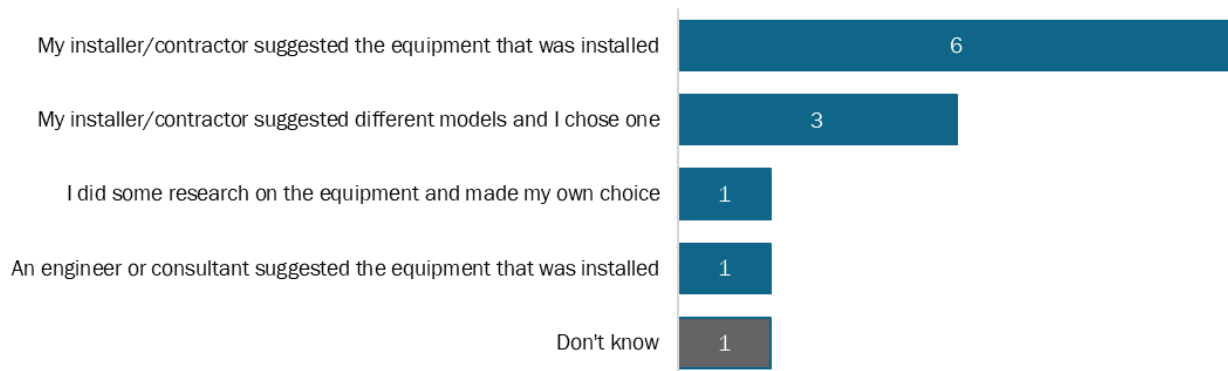 My installer/contractor suggested the equipment that was installed 6
My installer/contractor suggested different models and I chose one 3
I did some research on the equipment and made my own choice 1
An engineer or consultant suggested the equipment that was installed 1
Don't know 1